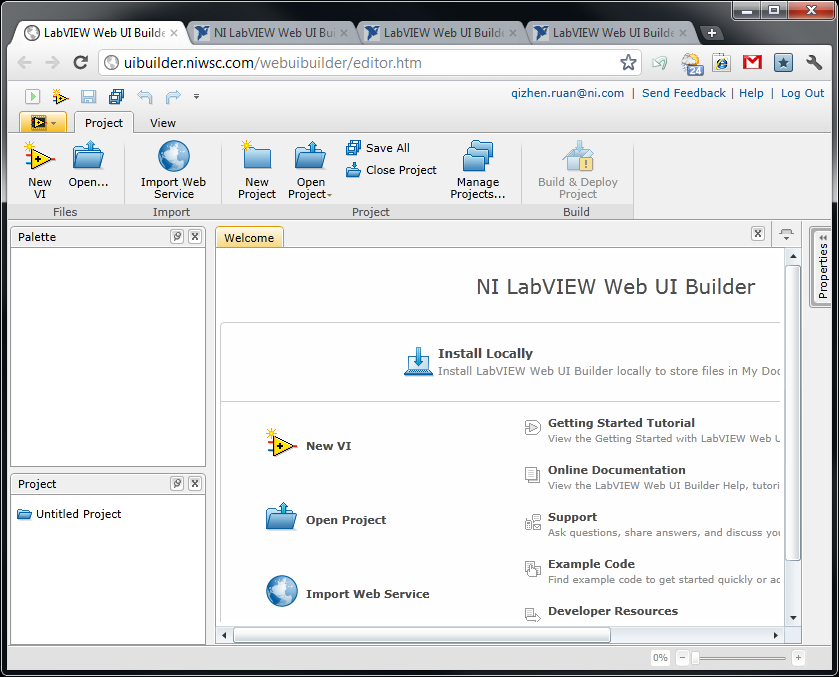 LabVIEW Web UI Builde
NI LabVIEW Web UI Builde
LabVIEW Web UI Builde
LabVIEW Web UI Builde
uibuilder.niwsc.com/webuibuilder/editor.htm
24
qizhen.ruan@ni.com | Send Feedback | Help | Log Out
Project
View
New VI
Open...
Import Web Service
New Project
Open Project
Save All
Close Project
Manage Projects...
Build & Deploy Project
Files
Import
Project
Build
Palette
Welcome
Properties
NI LabVIEW Web UI Builder
Install Locally
Install LabVIEW Web UI Builder locally to store files in My Doc
New VI
Open Project
Import Web Service
Getting Started Tutorial
View the Getting Started with LabVIEW Web U
Online Documentation
View the LabVIEW Web UI Builder Help, tutori
Support
Ask questions, share answers, and discuss you
Example Code
Find example code to get started quickly or ac
Developer Resources
Project
Untitled Project
0%